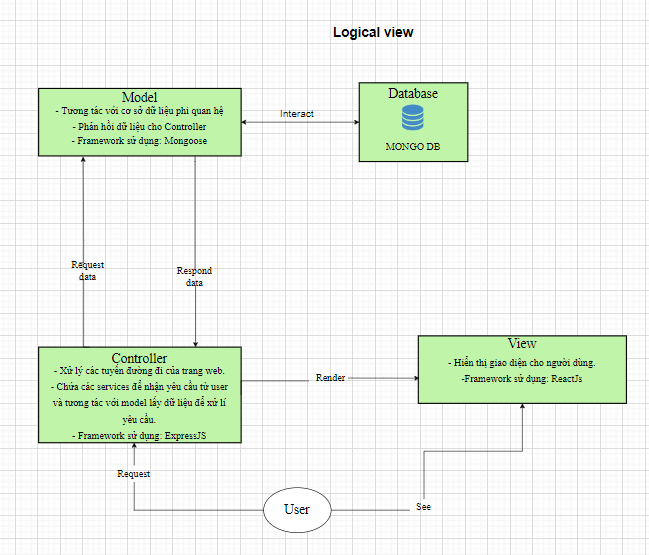 Logical view
Model
- Tương tác với cơ sở dữ liệu phi quan hệ
- Phản hồi dữ liệu cho Controller
- Framework sử dụng: Mongoose
Interact
Database
MONGO DB
Request
data
Respond
data
Controller
- Xử lý các tuyến đường đi của trang web.
- Chứa các services để nhận yêu cầu từ user
và tương tác với model lấy dữ liệu để xử lí
yêu cầu.
- Framework sử dụng: ExpressJS
Render
View
- Hiển thị giao diện cho người dùng.
-Framework sử dụng: ReactJs
Request
User
See